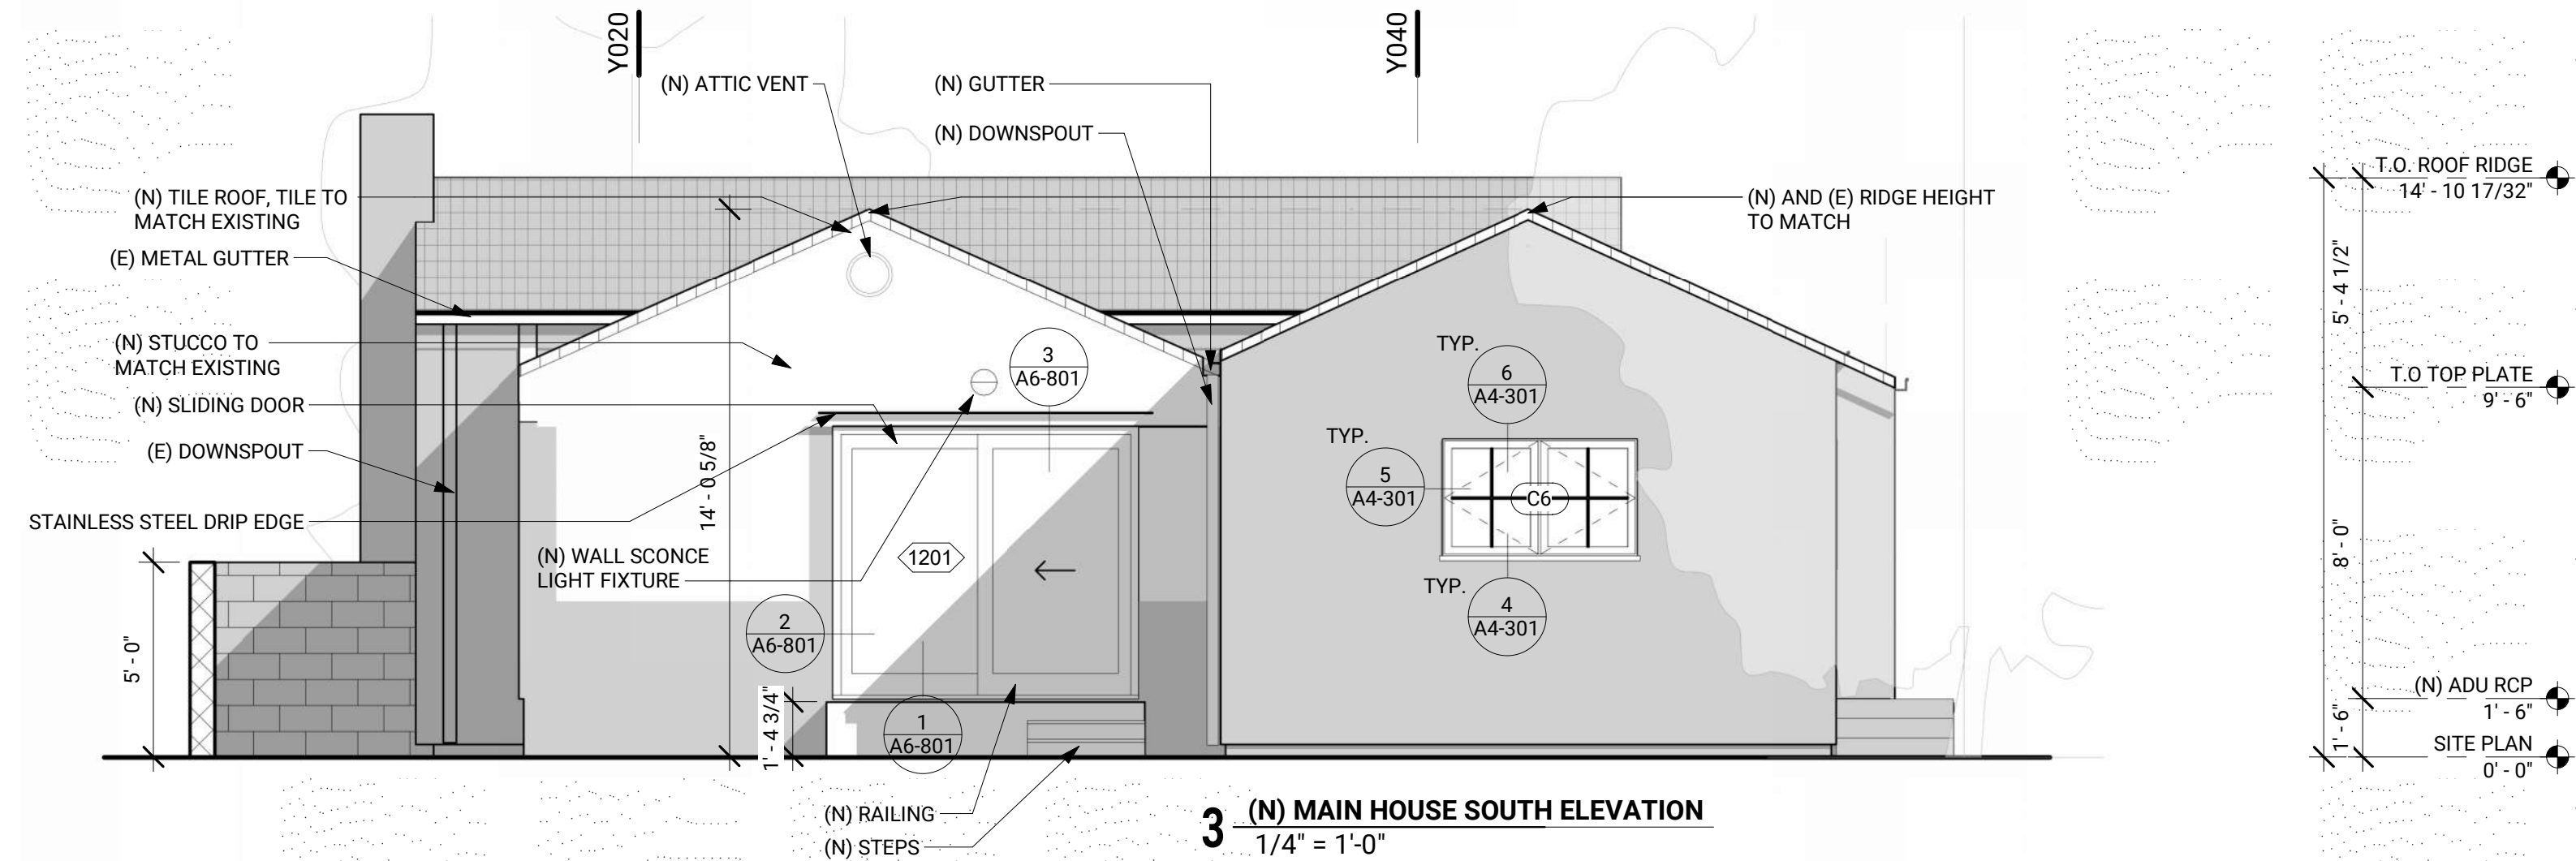 Y020
Y040
(N) ATTIC VENT
(N) GUTTER
(N) DOWNSPOUT
(N) TILE ROOF, TILE TO
MATCH EXISTING
(E) METAL GUTTER
(N) STUCCO TO
MATCH EXISTING
(N) SLIDING DOOR
(E) DOWNSPOUT
STAINLESS STEEL DRIP EDGE
(N) WALL SCONCE
LIGHT FIXTURE
(N) AND (E) RIDGE HEIGHT
TO MATCH
3
A6-801
TYP.
6
A4-301
TYP.
5
A4-301
C6
TYP.
4
A4-301
1201
2
A6-801
1
A6-801
14' - 0 5/8"
5' - 0"
1' - 4 3/4"
(N) RAILING
(N) STEPS
T.O. ROOF RIDGE
14' - 10 17/32"
5' - 4 1/2"
T.O TOP PLATE
9' - 6"
8' - 0"
(N) ADU RCP
1' - 6"
1' - 6"
SITE PLAN
0' - 0"
3
(N) MAIN HOUSE SOUTH ELEVATION
1/4" = 1'-0"